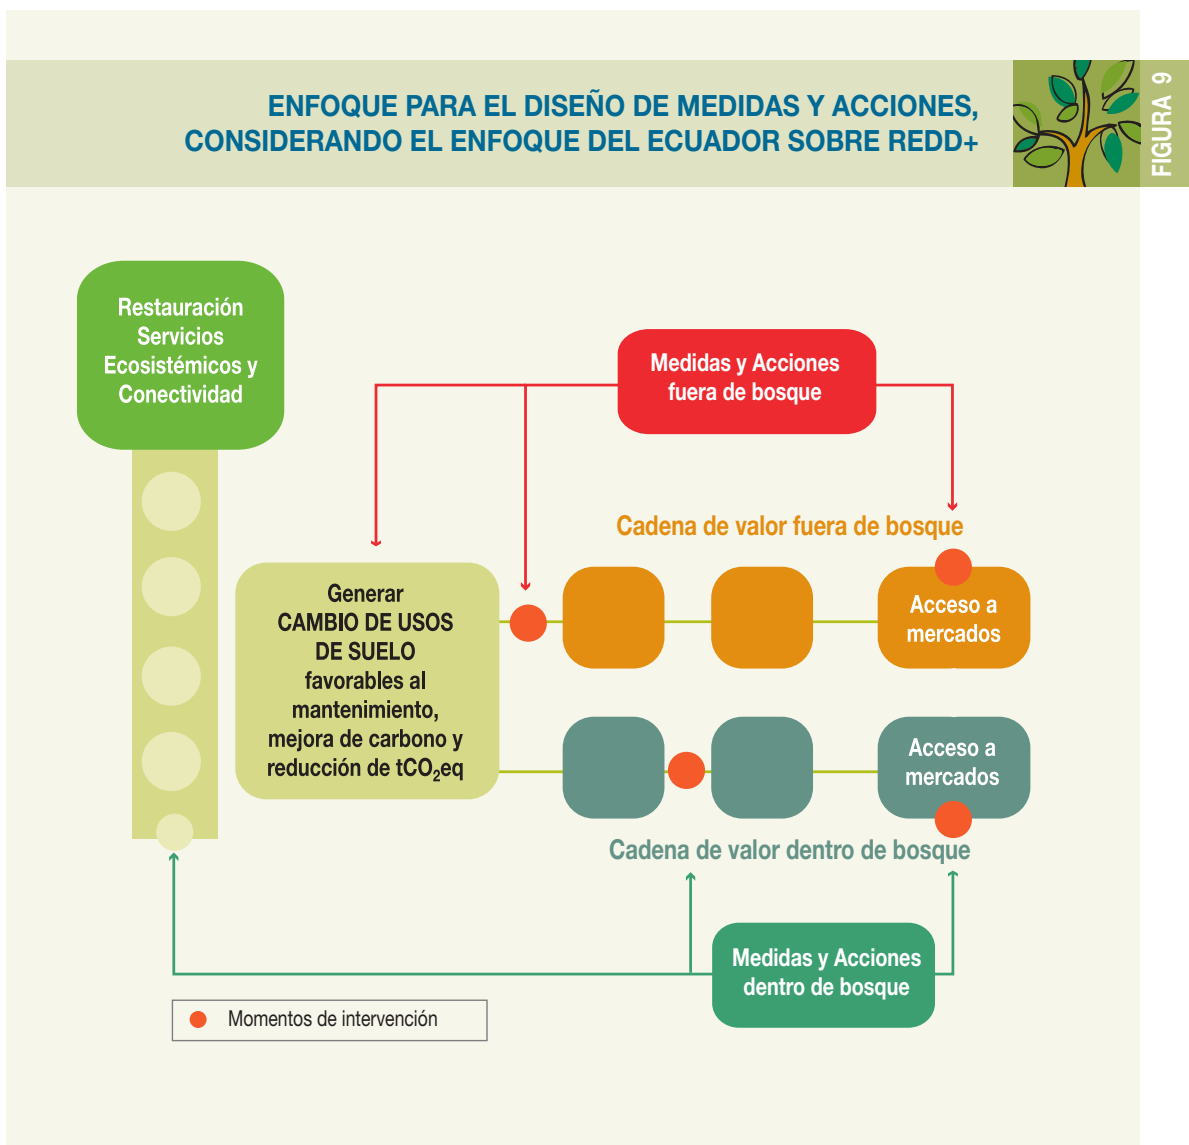 ENFOQUE PARA EL DISEÑO DE MEDIDAS Y ACCIONES,
CONSIDERANDO EL ENFOQUE DEL ECUADOR SOBRE REDD+
FIGURA 9
Restauración
Servicios
Ecosistémicos y
Conectividad
Medidas y Acciones
fuera de bosque
Cadena de valor fuera de bosque
Generar
CAMBIO DE USOS
DE SUELO
favorables al
mantenimiento,
mejora de carbono y
reducción de tCO₂eq
Acceso a
mercados
Acceso a
mercados
Cadena de valor dentro de bosque
Medidas y Acciones
dentro de bosque
Momentos de intervención